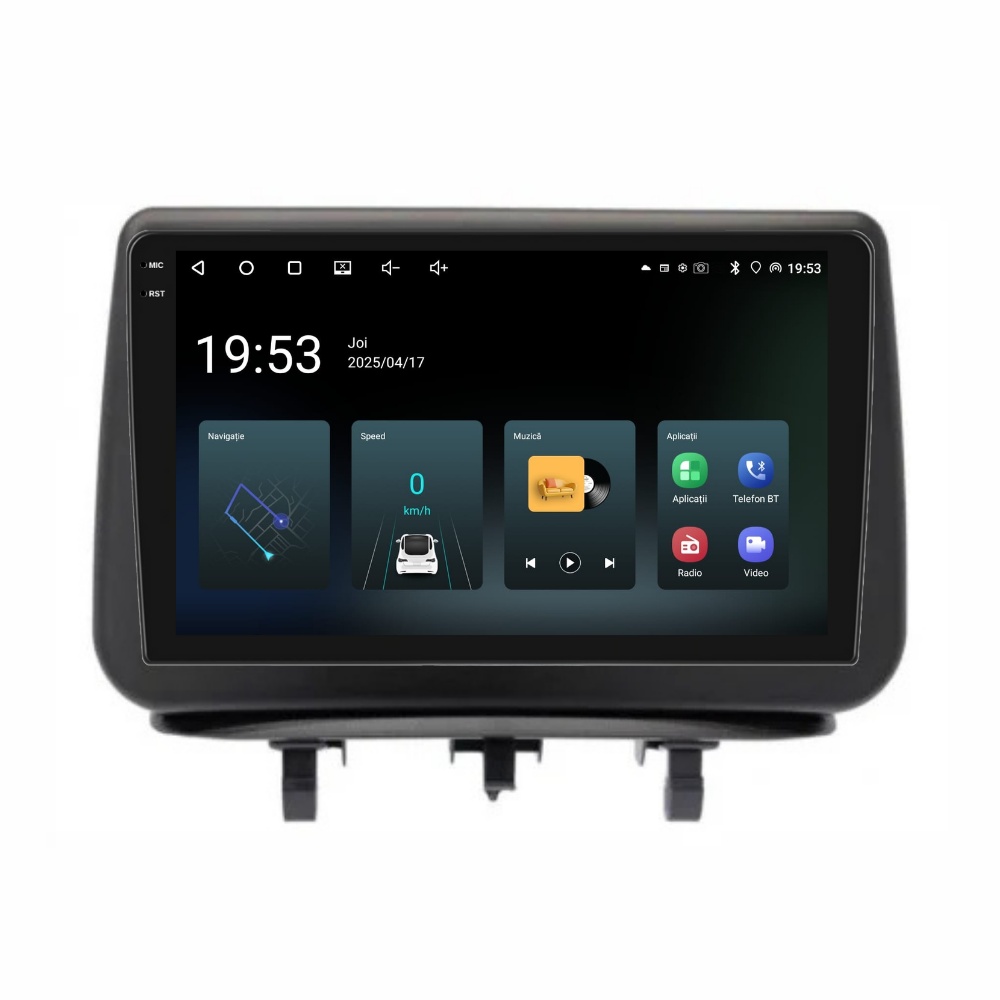 MIC
RST
19:53
19:53
Joi
2025/04/17
Navigație
Speed
0
km/h
Muzică
Aplicații
Aplicații
Telefon BT
Radio
Video